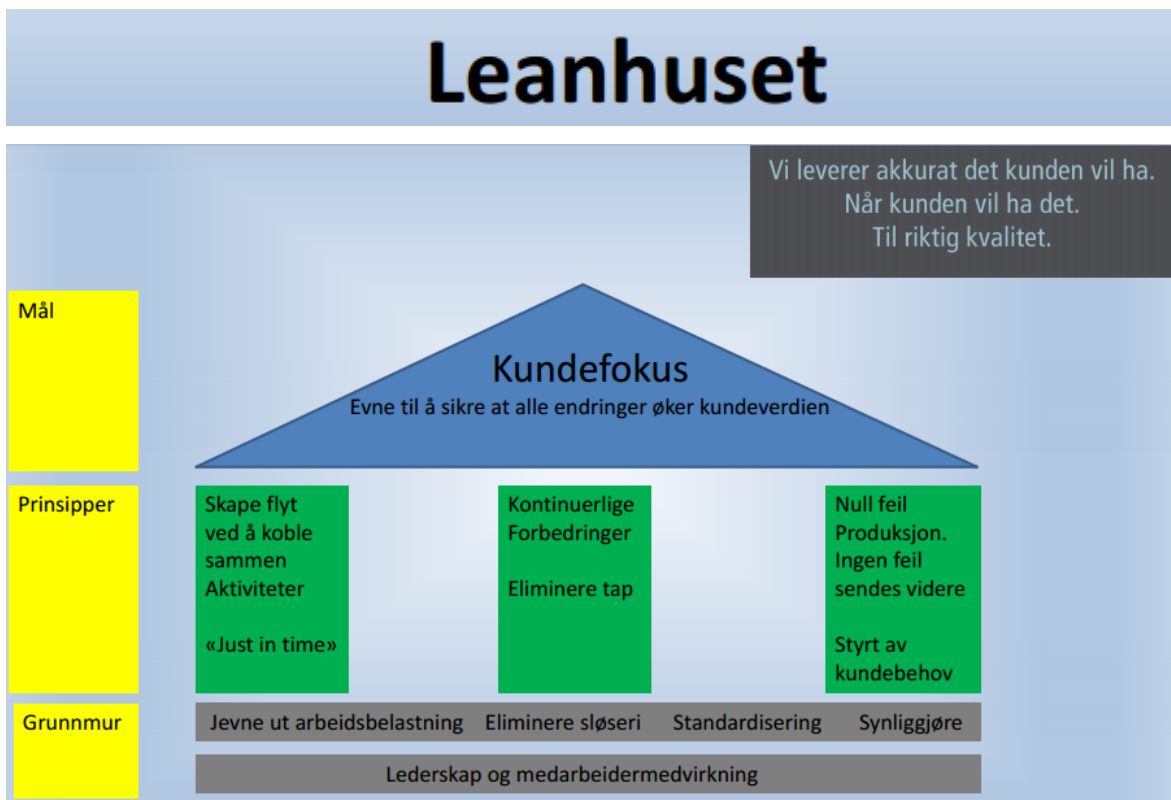 Leanhuset
Vi leverer akkurat det kunden vil ha.
Når kunden vil ha det.
Til riktig kvalitet.
Mål
Kundefokus
Evne til å sikre at alle endringer øker kundeverdien
Prinsipper
Skape flyt
ved å koble
sammen
Aktiviteter
«Just in time»
Kontinuerlige
Forbedringer
Eliminere tap
Null feil
Produksjon.
Ingen feil
sendes videre
Styrt av
kundebehov
Grunnmur
Jevne ut arbeidsbelastning Eliminere sløseri Standardisering Synliggjøre
Lederskap og medarbeidermedvirkning